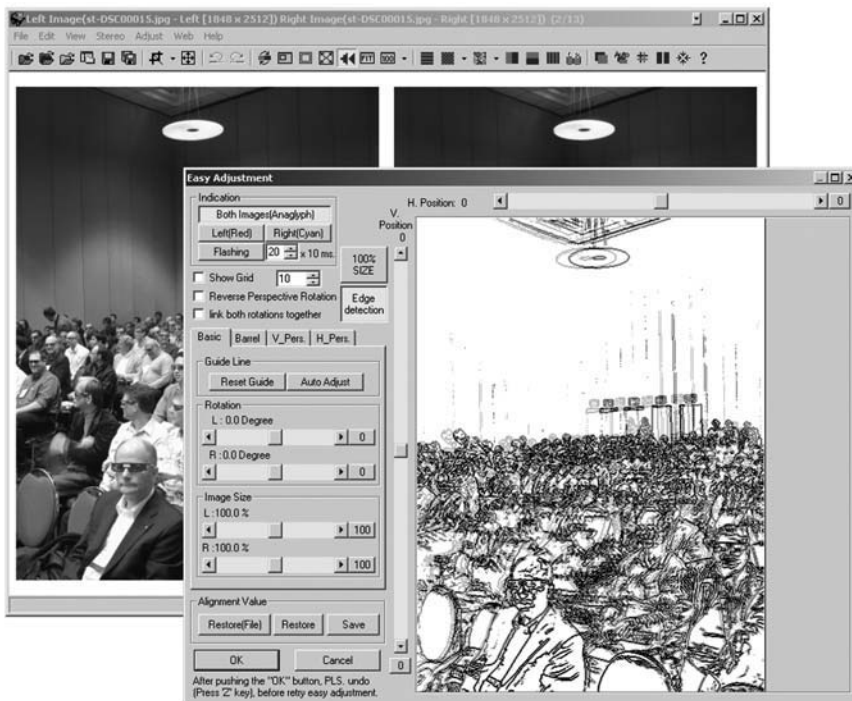 Left Image(st-DSC00015.jpg - Left [1848 x 2512]) Right Image(st-DSC00015.jpg - Right [1848 x 2512]) (2/13)
File Edit View Stereo Adjust Web Help
FIT
Easy Adjustment
Indication
Both Images(Anaglyph)
Left(Red) Right(Cyan)
Flashing 20 x 10 ms.
Show Grid 10
Reverse Perspective Rotation
link both rotations together
100%
SIZE
Edge
detection
H. Position: 0
0
V.
Position
0
Basic Barrel V_Pers. H_Pers.
Guide Line
Reset Guide Auto Adjust
Rotation
L : 0.0 Degree
0
R : 0.0 Degree
0
Image Size
L :100.0 %
100
R :100.0 %
100
Alignment Value
Restore(File) Restore Save
OK Cancel
0
After pushing the "OK" button, PLS. undo
(Press 'Z' key), before retry easy adjustment.